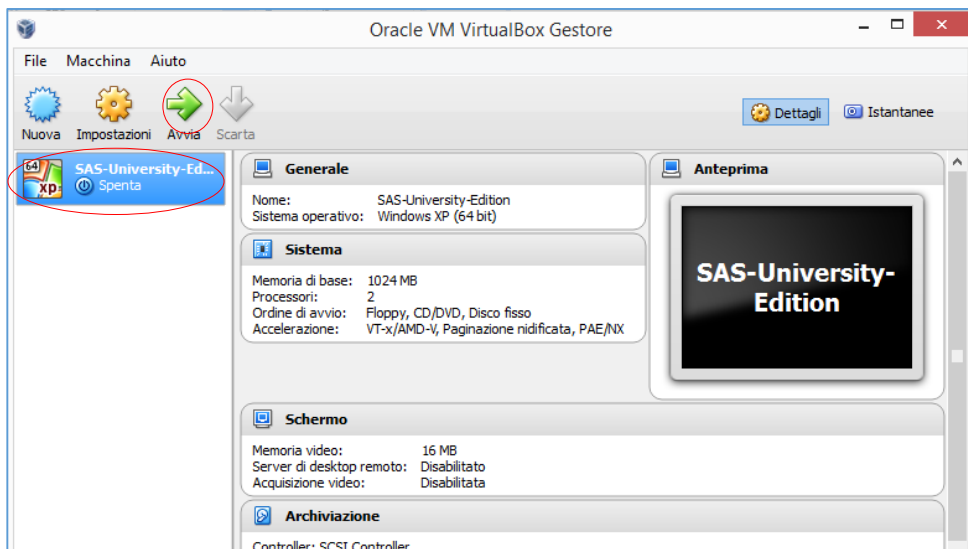 Oracle VM VirtualBox Gestore
File Macchina Aiuto
Nuova Impostazioni Avvia Scarta
Dettagli Istantanee
64 xp SAS-University-Ed...
Spenta
Generale
Nome: SAS-University-Edition
Sistema operativo: Windows XP (64 bit)
Sistema
Memoria di base: 1024 MB
Processori: 2
Ordine di avvio: Floppy, CD/DVD, Disco fisso
Accelerazione: VT-x/AMD-V, Paginazione nidificata, PAE/NX
Anteprima
SAS-University-
Edition
Schermo
Memoria video: 16 MB
Server di desktop remoto: Disabilitato
Acquisizione video: Disabilitata
Archiviazione
Controller: SCSI Controller